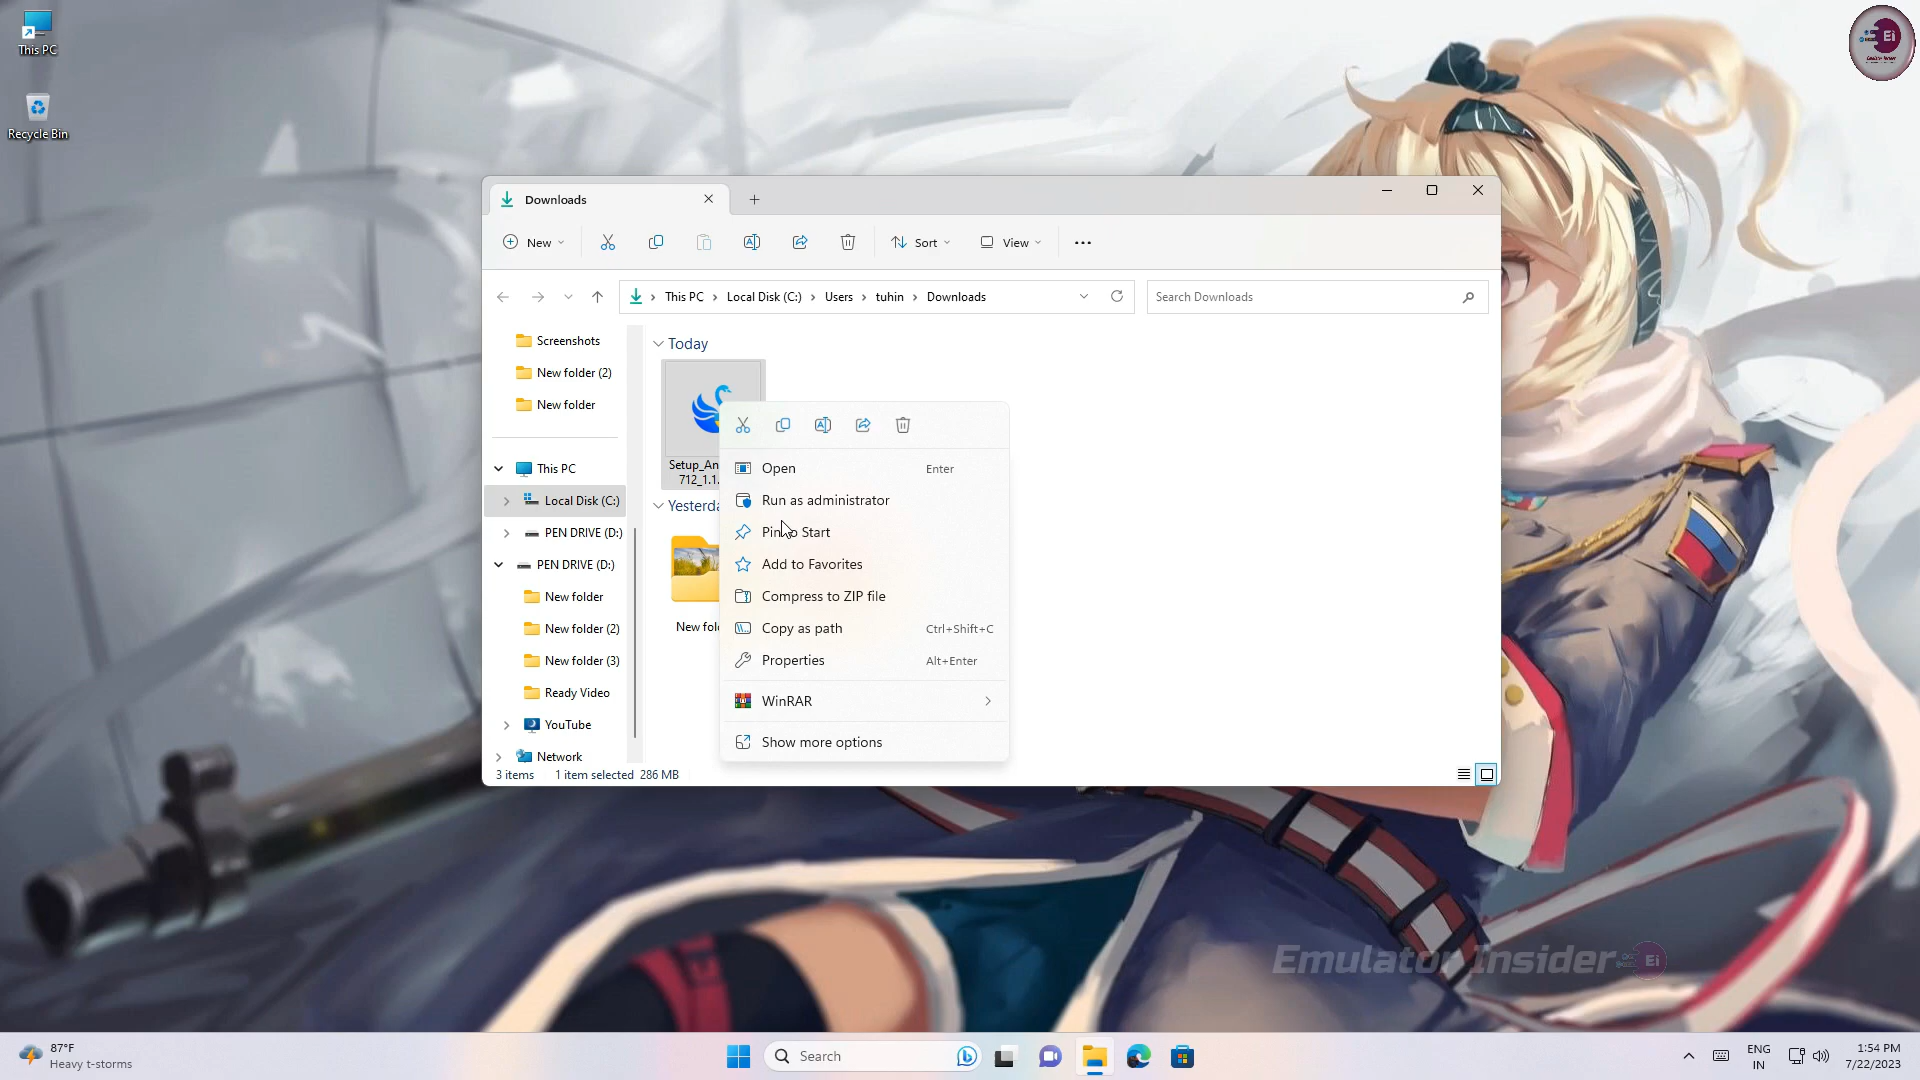 This PC
Recycle Bin
Ei
Downloads
New
Sort
View
This PC
Local Disk (C:)
Users
tuhin
Downloads
Search Downloads
Screenshots
New folder (2)
New folder
This PC
Local Disk (C:)
PEN DRIVE (D:)
PEN DRIVE (D:)
New folder
New folder (2)
New folder (3)
Ready Video
YouTube
Network
Today
Setup_An
712_1.1.
Yesterda
New fol
Open Enter
Run as administrator
Pin to Start
Add to Favorites
Compress to ZIP file
Copy as path Ctrl+Shift+C
Properties Alt+Enter
WinRAR
Show more options
3 items 1 item selected 286 MB
Emulator Insider Ei
87°F
Heavy t-storms
Search
ENG
IN
1:54 PM
7/22/2023